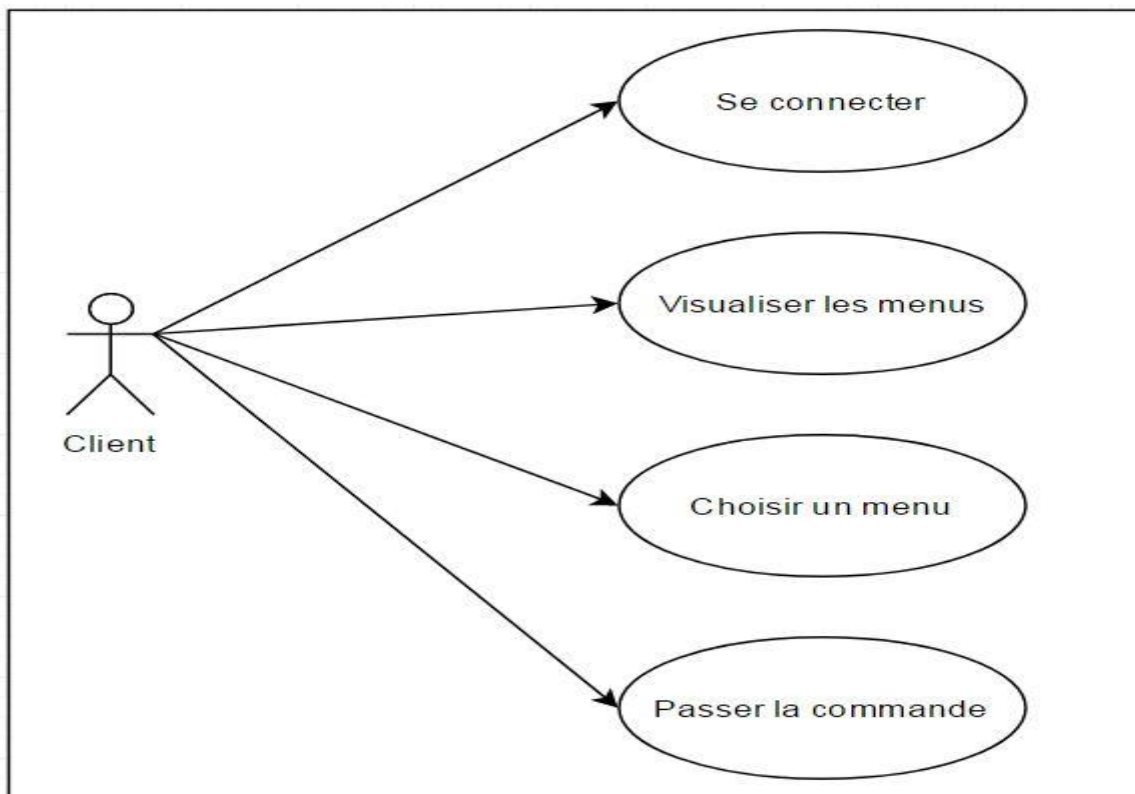 Se connecter
Visualiser les menus
Client
Choisir un menu
Passer la commande